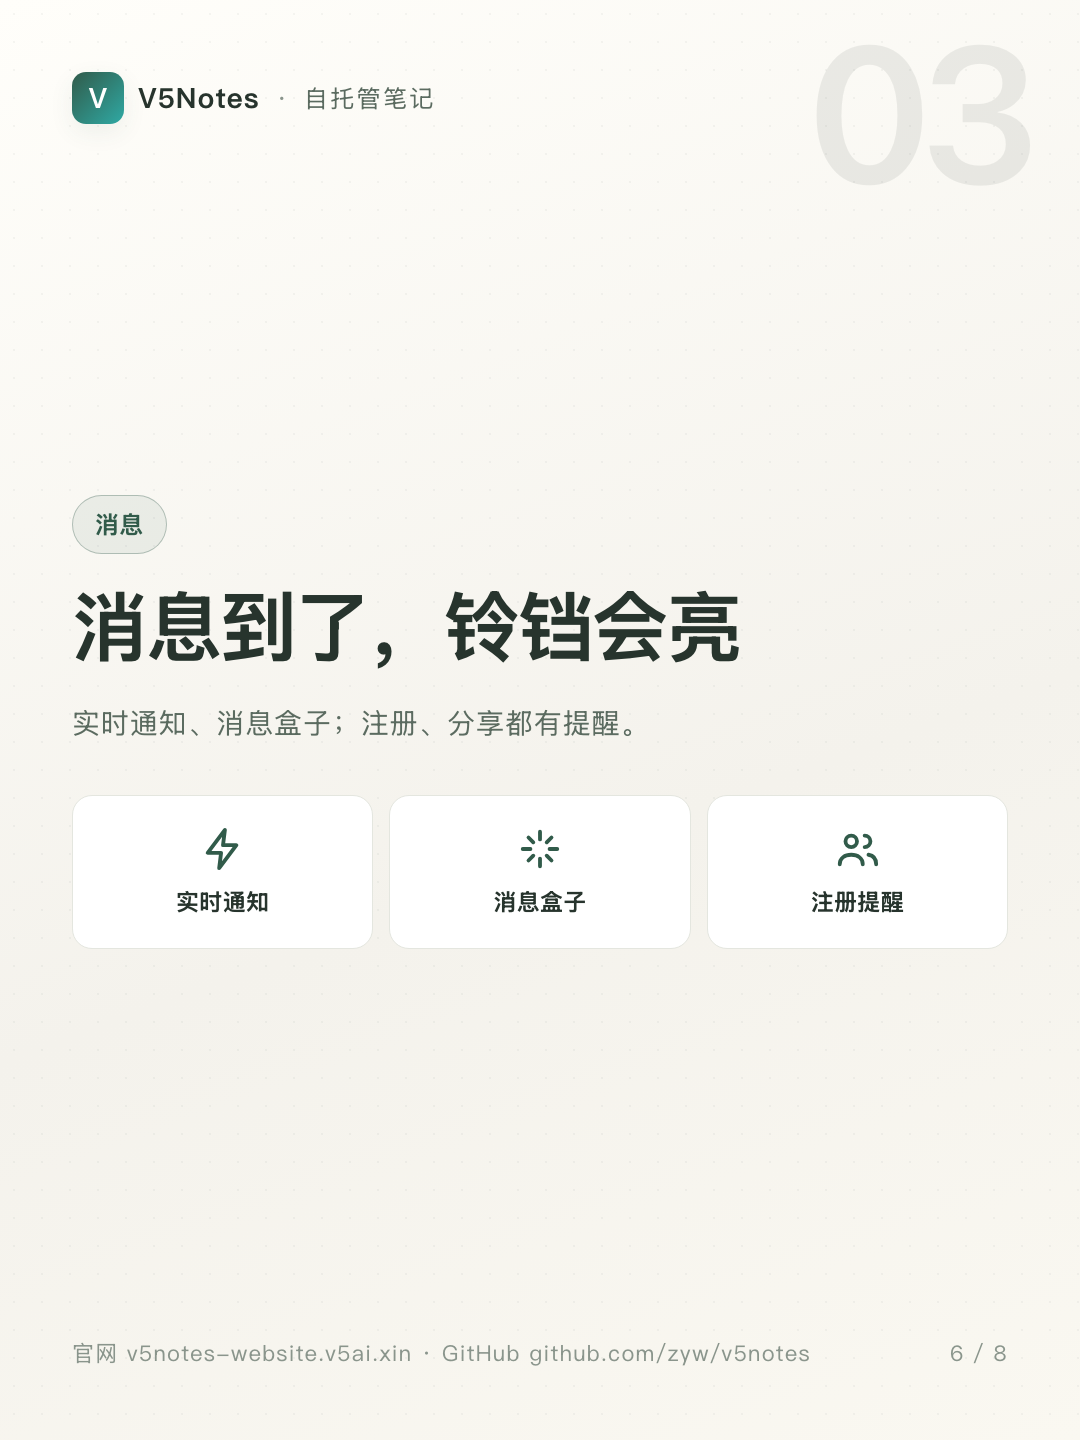 V
V5Notes · 自托管笔记
03
消息
消息到了，铃铛会亮
实时通知、消息盒子；注册、分享都有提醒。
实时通知
消息盒子
注册提醒
官网 v5notes-website.v5ai.xin · GitHub github.com/zyw/v5notes
6 / 8